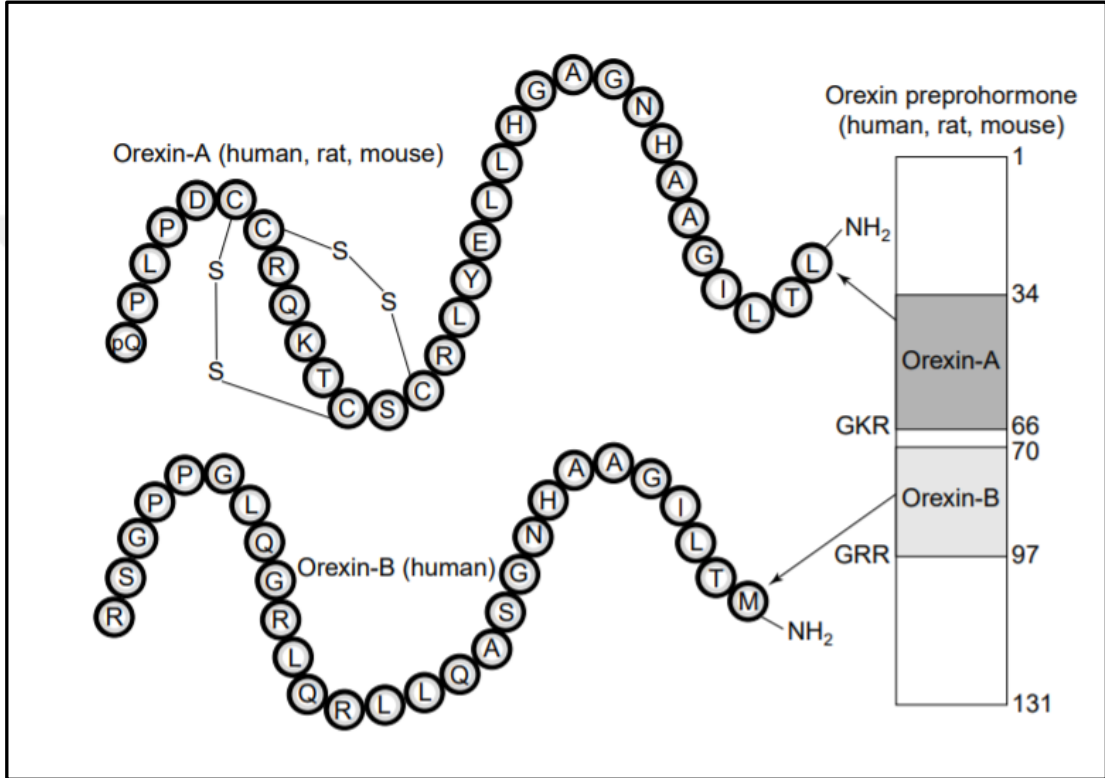 Orexin-A (human, rat, mouse)
pQ P L P D C C R Q K T C S C R L Y E L L H G A G N H A A G I L T L
NH2
S
S
S
S
Orexin-B (human)
R S G P P G L Q G R L Q R L L Q A S G N H A A G I L T M
NH2
Orexin preprohormone
(human, rat, mouse)
1
34
Orexin-A
GKR 66
70
Orexin-B
GRR 97
131